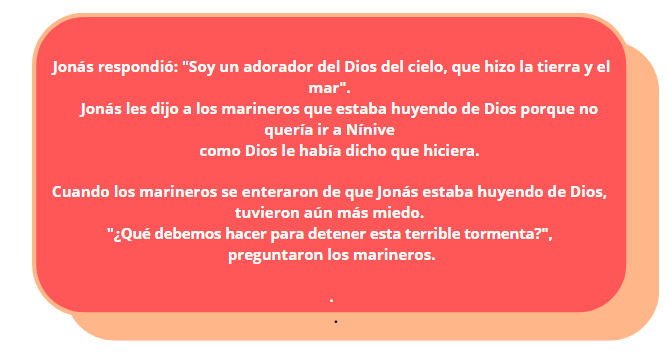 Jonás respondió: "Soy un adorador del Dios del cielo, que hizo la tierra y el
mar".
Jonás les dijo a los marineros que estaba huyendo de Dios porque no
quería ir a Nínive
como Dios le había dicho que hiciera.
Cuando los marineros se enteraron de que Jonás estaba huyendo de Dios,
tuvieron aún más miedo.
"¿Qué debemos hacer para detener esta terrible tormenta?",
preguntaron los marineros.
.
.